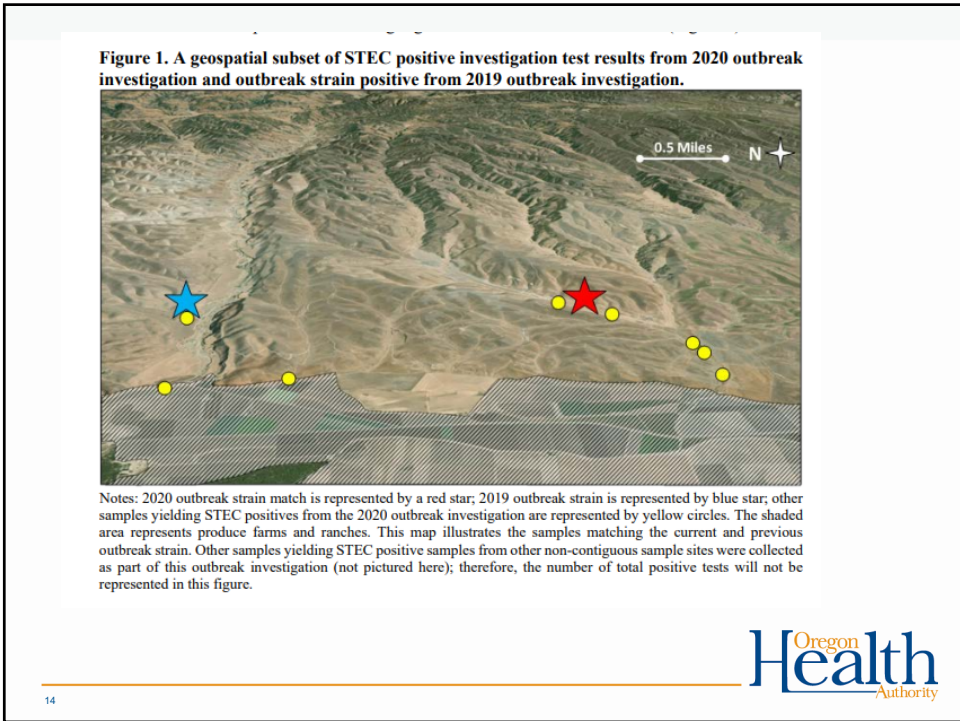 Figure 1. A geospatial subset of STEC positive investigation test results from 2020 outbreak
investigation and outbreak strain positive from 2019 outbreak investigation.
0.5 Miles
N
Notes: 2020 outbreak strain match is represented by a red star; 2019 outbreak strain is represented by blue star; other
samples yielding STEC positives from the 2020 outbreak investigation are represented by yellow circles. The shaded
area represents produce farms and ranches. This map illustrates the samples matching the current and previous
outbreak strain. Other samples yielding STEC positive samples from other non-contiguous sample sites were collected
as part of this outbreak investigation (not pictured here); therefore, the number of total positive tests will not be
represented in this figure.
Oregon
Health
Authority
14